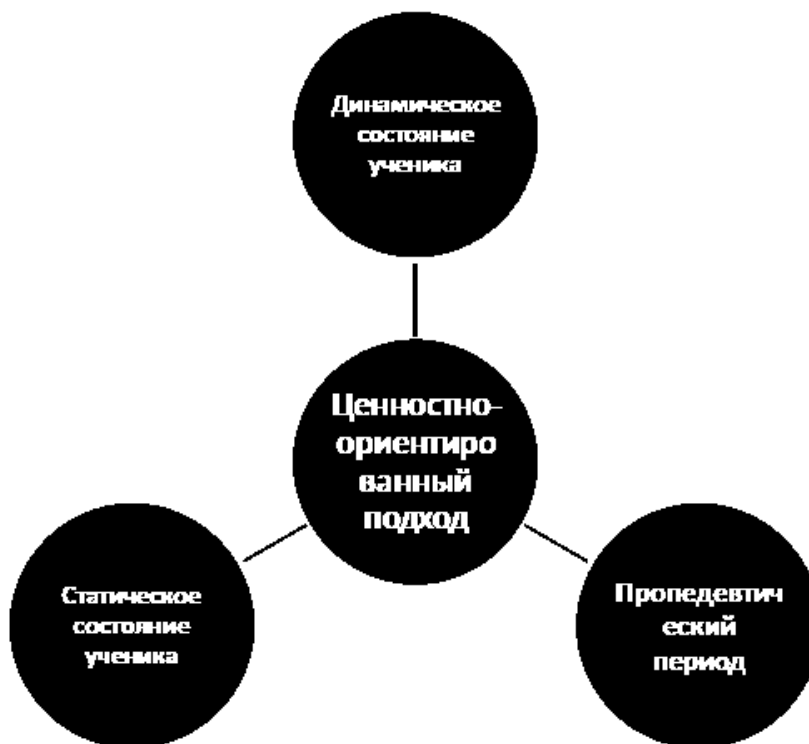 Динамическое
состояние
ученика
Ценностно-
ориентиро
ванный
подход
Статическое
состояние
ученика
Пропедевтич
еский
период